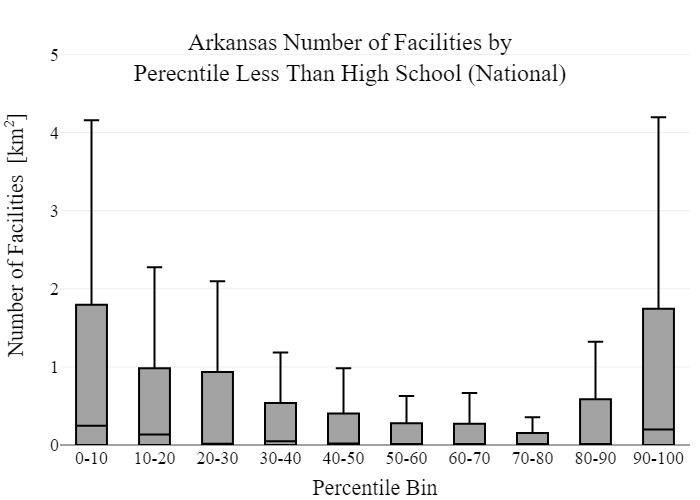 Arkansas Number of Facilities by
Perecntile Less Than High School (National)
Number of Facilities [km²]
5
4
3
2
1
0
0-10 10-20 20-30 30-40 40-50 50-60 60-70 70-80 80-90 90-100
Percentile Bin